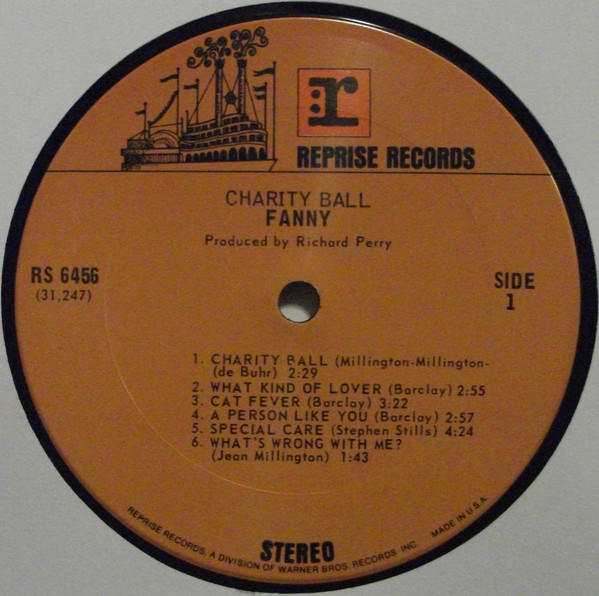 r:
REPRISE RECORDS
CHARITY BALL
FANNY
Produced by Richard Perry
RS 6456
(31,247)
SIDE
1
1. CHARITY BALL (Millington-Millington-
(de Buhr) 2:29
2. WHAT KIND OF LOVER (Barclay) 2:55
3. CAT FEVER (Barclay) 3:22
4. A PERSON LIKE YOU (Barclay) 2:57
5. SPECIAL CARE (Stephen Stills) 4:24
6. WHAT'S WRONG WITH ME?
(Jean Millington) 1:43
STEREO
REPRISE RECORDS, A DIVISION OF WARNER BROS. RECORDS INC. MADE IN U.S.A.